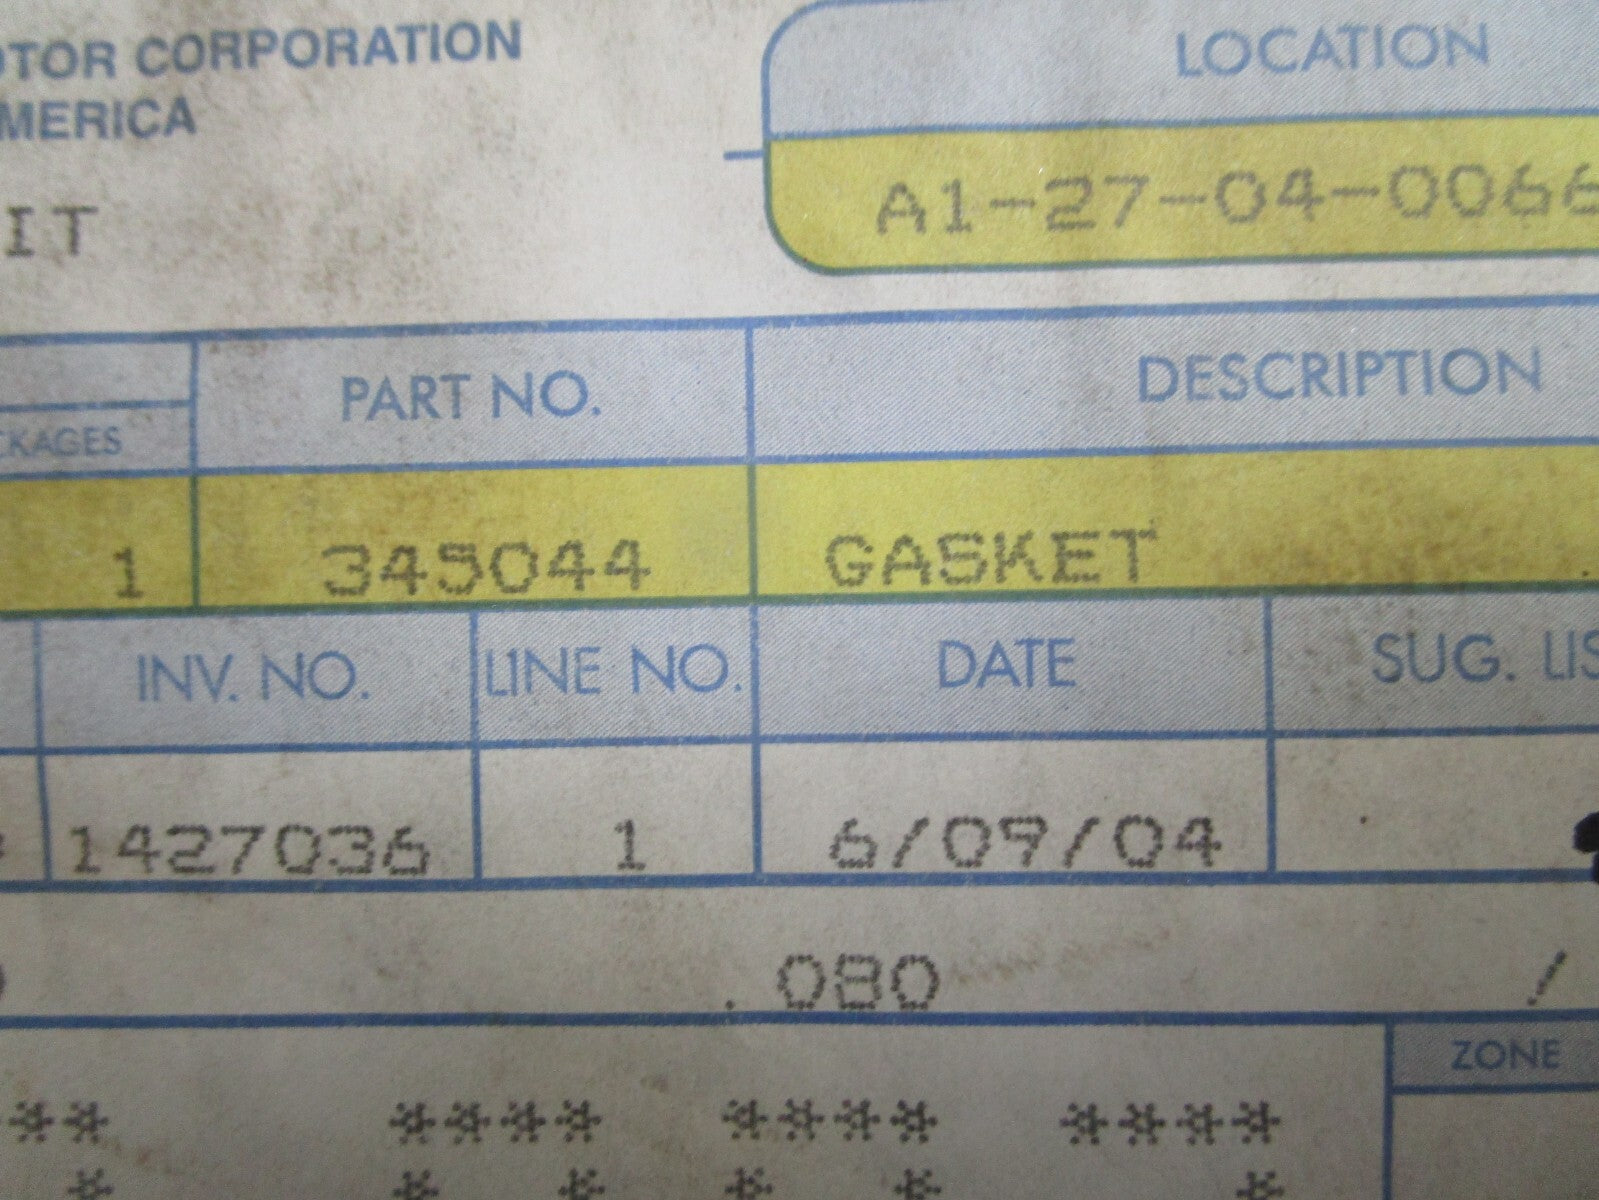 OTOR CORPORATION
MERICA
LOCATION
A1-27-04-0066
IT
PART NO.
DESCRIPTION
CKAGES
1 345044 GASKET .
INV. NO. LINE NO. DATE SUG. LIS
1427036 1 6/09/04
.080 /
ZONE
** **** **** ****
* * * * * *